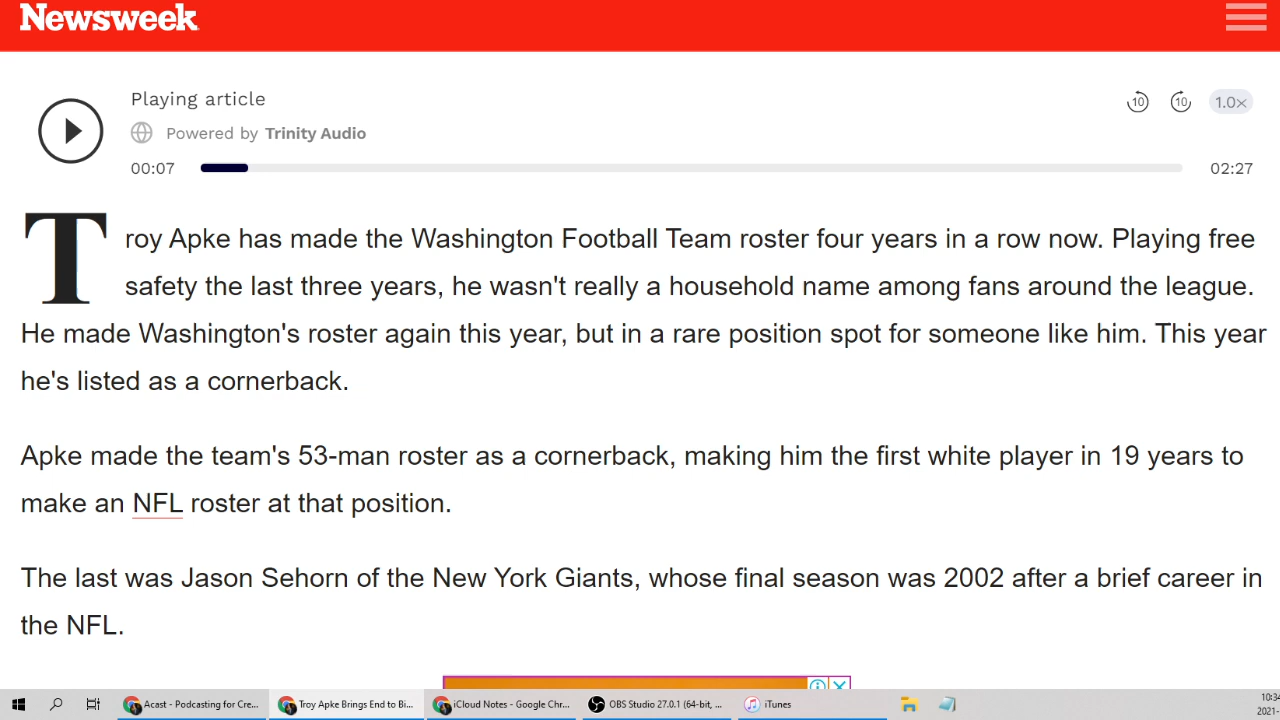 Newsweek
Playing article
Powered by Trinity Audio
10
10
1.0×
00:07
02:27
Troy Apke has made the Washington Football Team roster four years in a row now. Playing free
safety the last three years, he wasn't really a household name among fans around the league.
He made Washington's roster again this year, but in a rare position spot for someone like him. This year
he's listed as a cornerback.
Apke made the team's 53-man roster as a cornerback, making him the first white player in 19 years to
make an NFL roster at that position.
The last was Jason Sehorn of the New York Giants, whose final season was 2002 after a brief career in
the NFL.
Acast - Podcasting for Cre...
Troy Apke Brings End to Bi...
iCloud Notes - Google Chr...
OBS Studio 27.0.1 (64-bit, ...
iTunes
10:34
2021-